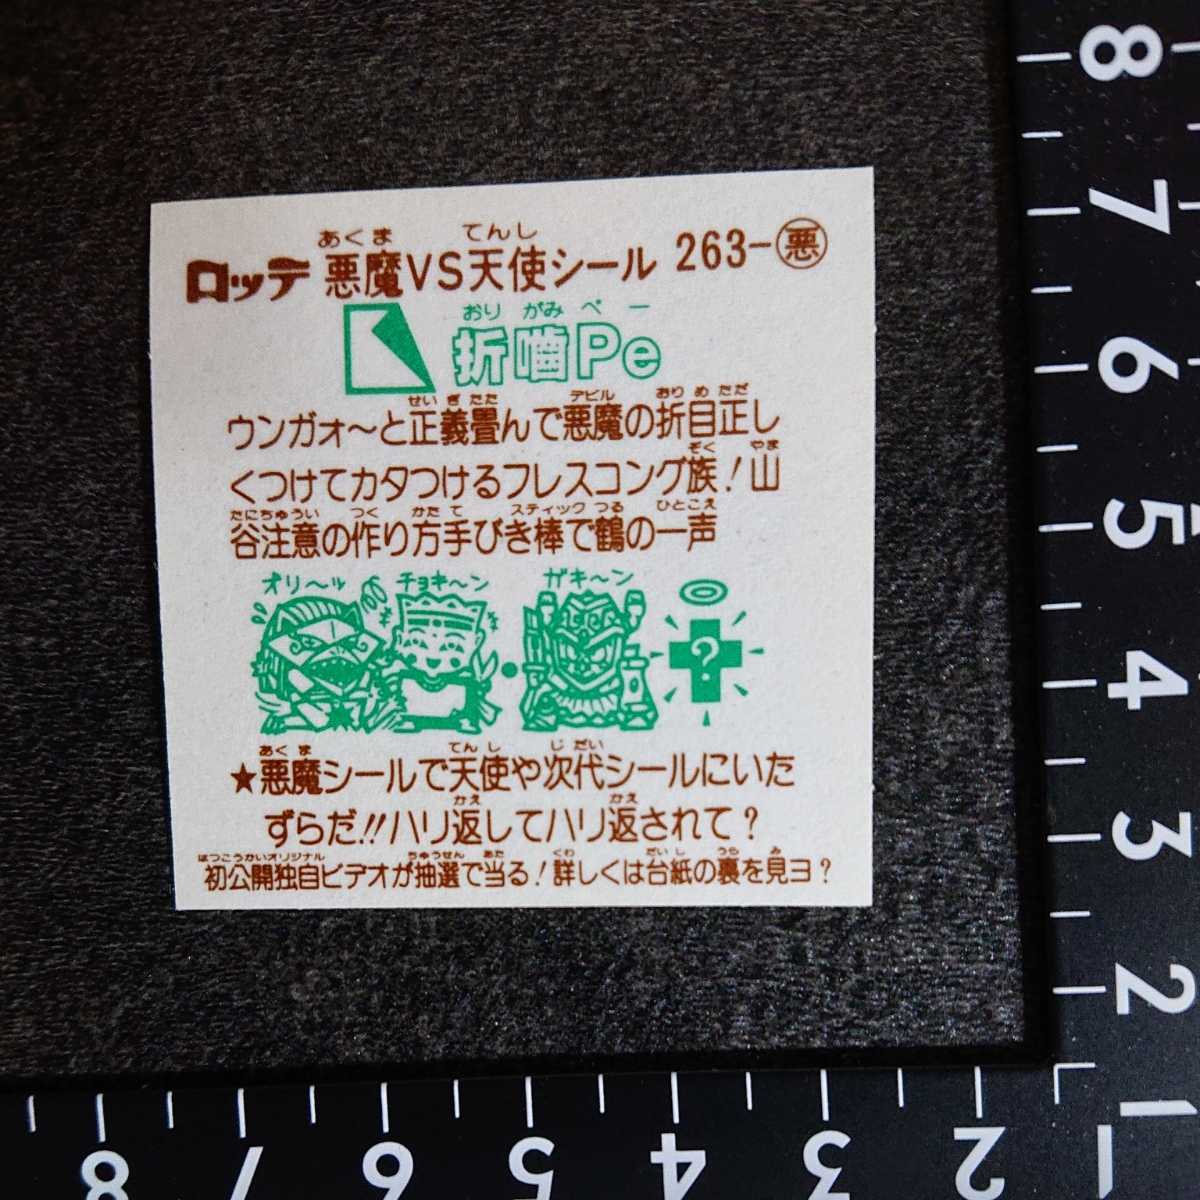 あくま てんし
ロッテ 悪魔VS天使シール 263-悪
おり がみ ぺ ー
折噛Pe
せい ぎ たた デビル おり め ただ
ウンガォ〜と正義畳んで悪魔の折目正し
ぞく やま
くつけてカタつけるフレスコング族!山
たにちゅうい つく かた て スティック つる ひとこえ
谷注意の作り方手びき棒で鶴の一声
オリ〜ッ チョキ〜ン ガキ〜ン
?
あく ま てん し じ だい
★悪魔シールで天使や次代シールにいた
かえ かえ
ずらだ!!ハリ返してハリ返されて?
はつこうかいオリジナル ちゅうせん あた くわ だい し うら み
初公開独自ビデオが抽選で当る!詳しくは台紙の裏を見ヨ?
8
7
6
5
4
3
2
1
8 7 6 5 4 3 2 1